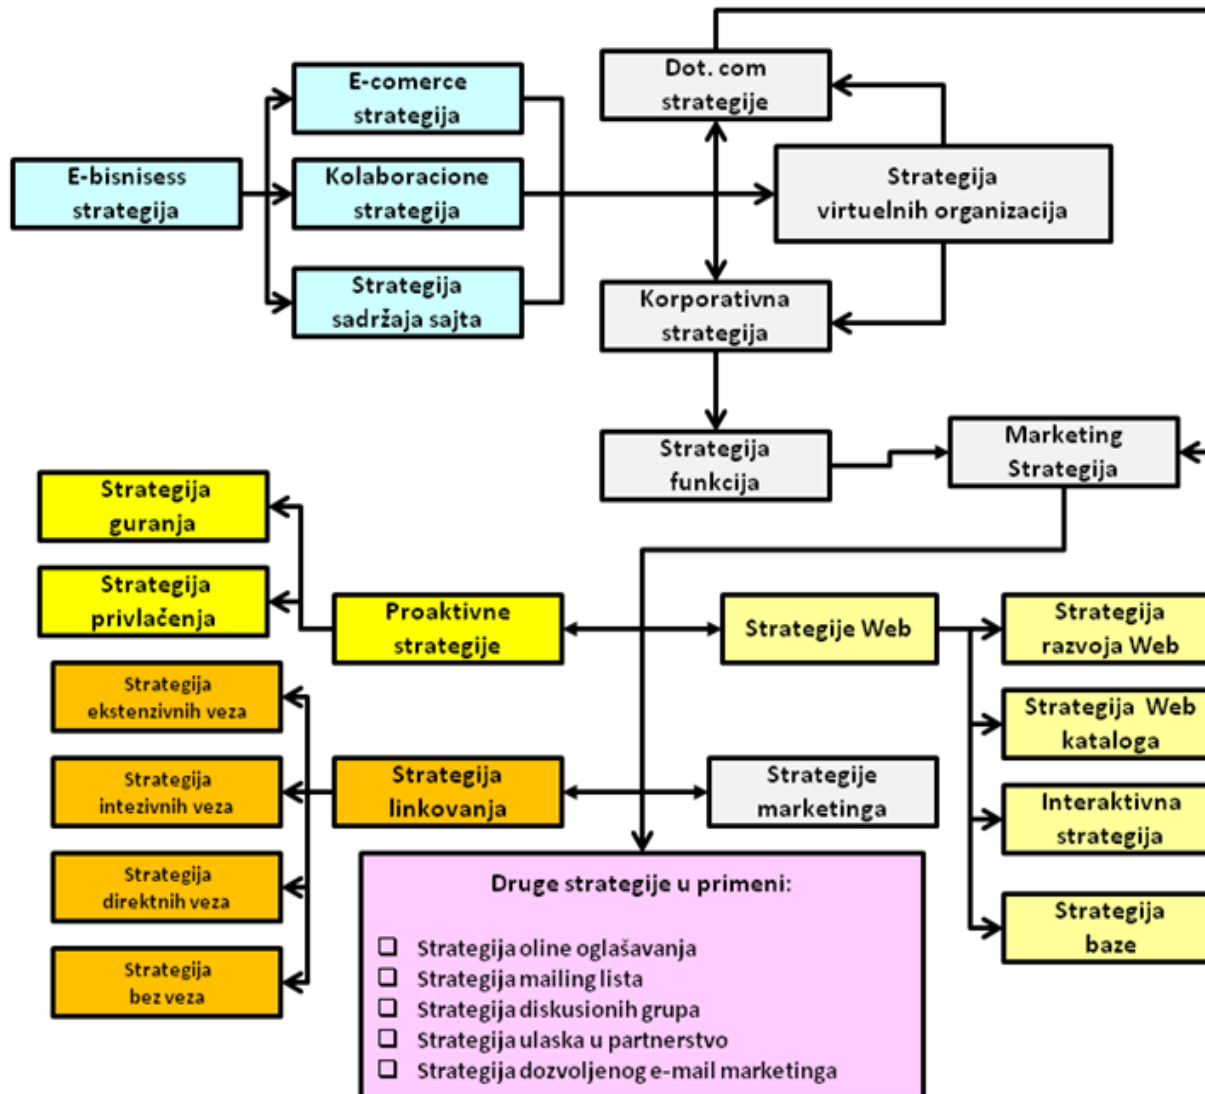 E-comerce
strategija
Dot. com
strategije
E-bisnisess
strategija
Kolaboracione
strategija
Strategija
virtuelnih organizacija
Strategija
sadržaja sajta
Korporativna
strategija
Strategija
funkcija
Marketing
Strategija
Strategija
guranja
Strategija
privlačenja
Proaktivne
strategije
Strategije Web
Strategija
razvoja Web
Strategija
ekstenzivnih veza
Strategija Web
kataloga
Strategija
intezivnih veza
Strategija
linkovanja
Strategije
marketinga
Interaktivna
strategija
Strategija
direktnih veza
Strategija
baze
Strategija
bez veza
Druge strategije u primeni:
Strategija oline oglašavanja
Strategija mailing lista
Strategija diskusionih grupa
Strategija ulaska u partnerstvo
Strategija dozvoljenog e-mail marketinga